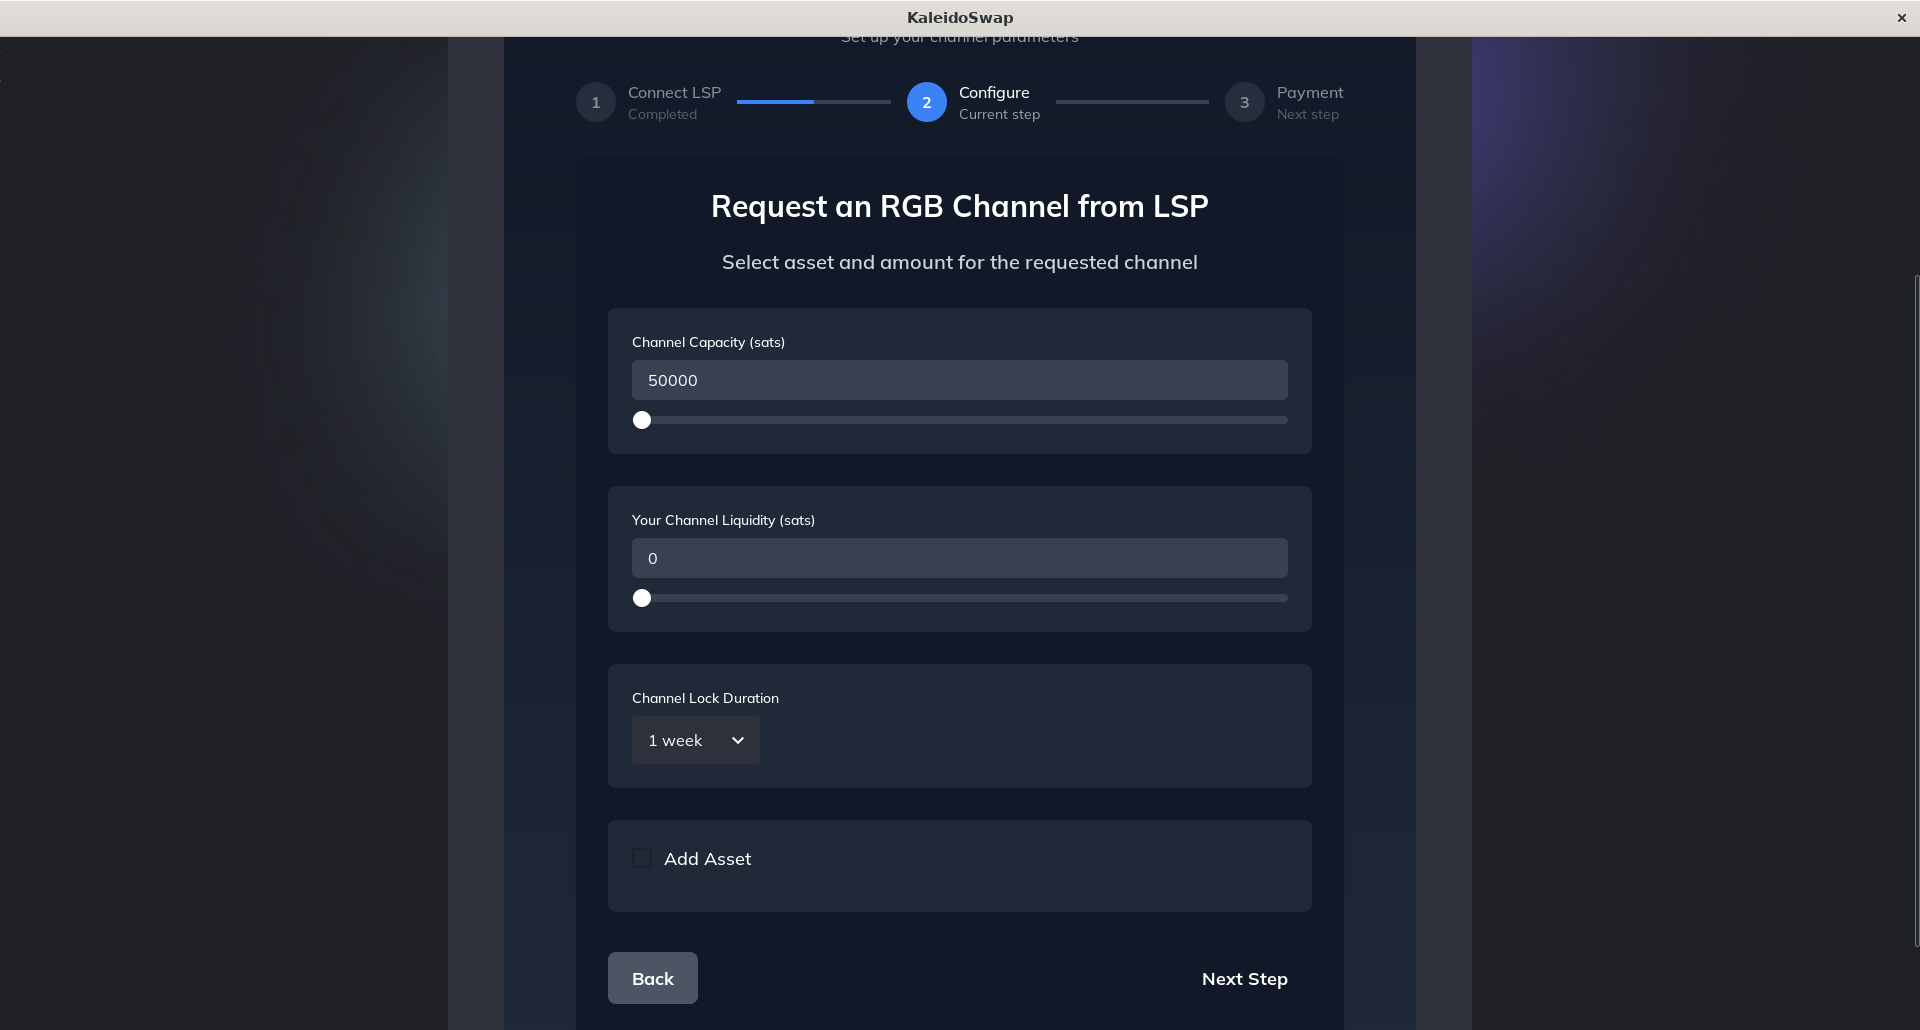 KaleidoSwap
×
Set up your channel parameters
1
Connect LSP
Completed
2
Configure
Current step
3
Payment
Next step
Request an RGB Channel from LSP
Select asset and amount for the requested channel
Channel Capacity (sats)
50000
Your Channel Liquidity (sats)
0
Channel Lock Duration
1 week
Add Asset
Back
Next Step